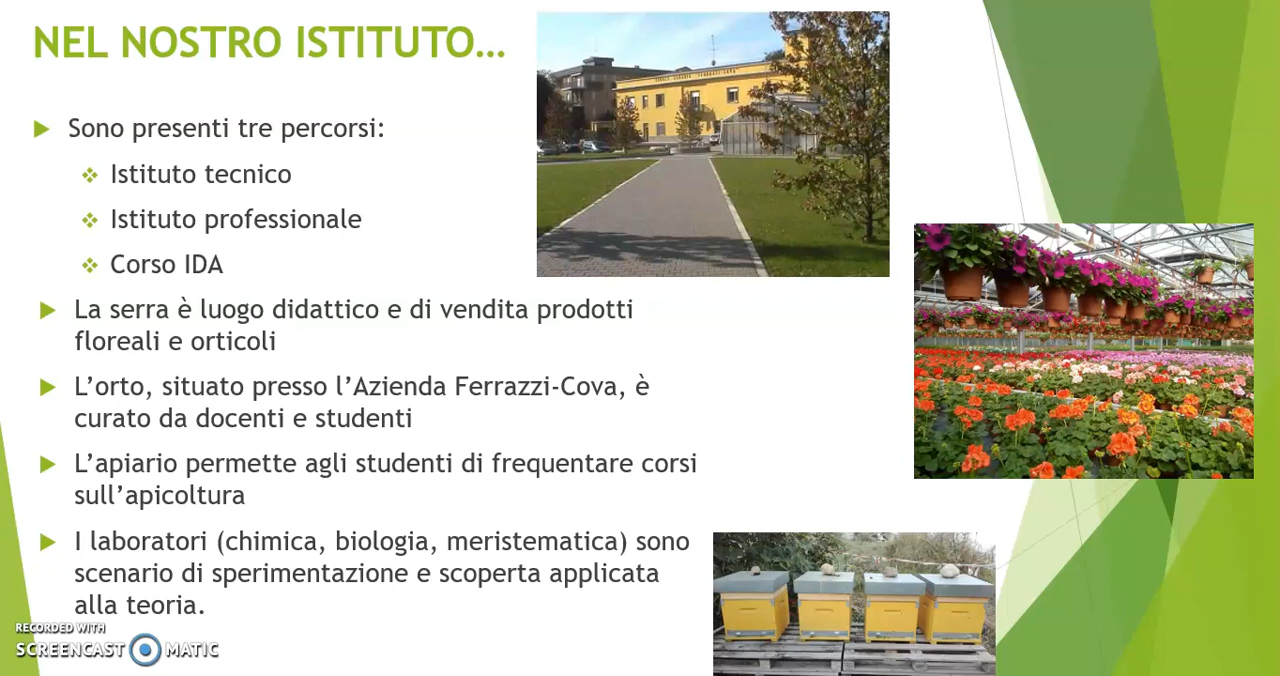 NEL NOSTRO ISTITUTO...
Sono presenti tre percorsi:
Istituto tecnico
Istituto professionale
Corso IDA
La serra è luogo didattico e di vendita prodotti
floreali e orticoli
L'orto, situato presso l'Azienda Ferrazzi-Cova, è
curato da docenti e studenti
L'apiario permette agli studenti di frequentare corsi
sull'apicoltura
I laboratori (chimica, biologia, meristematica) sono
scenario di sperimentazione e scoperta applicata
alla teoria.
RECORDED WITH
SCREENCAST MATIC